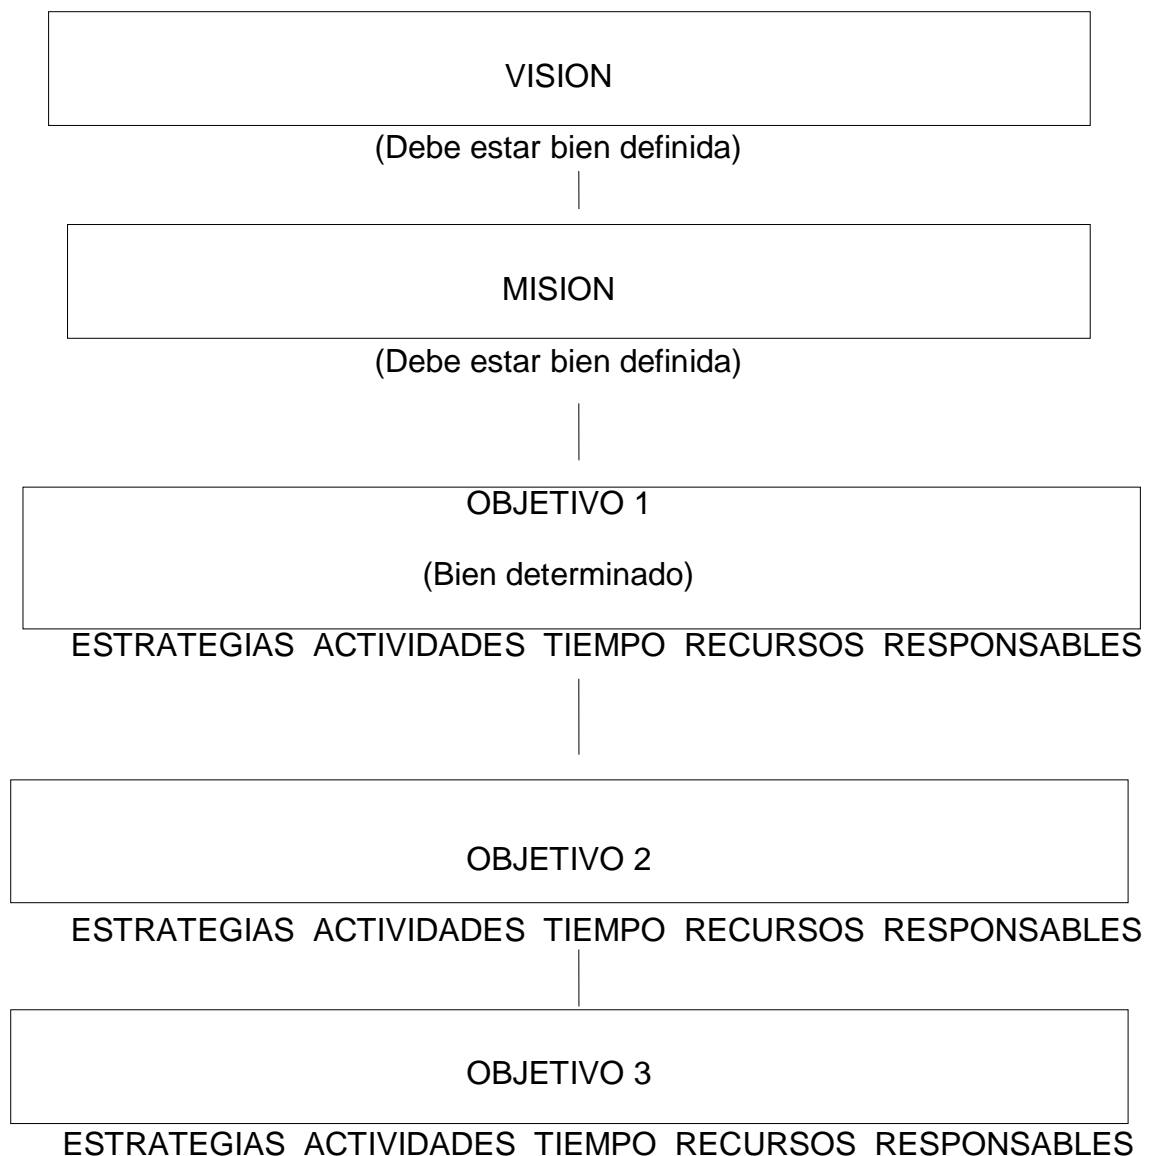 VISION
(Debe estar bien definida)
MISION
(Debe estar bien definida)
OBJETIVO 1
(Bien determinado)
ESTRATEGIAS ACTIVIDADES TIEMPO RECURSOS RESPONSABLES
OBJETIVO 2
ESTRATEGIAS ACTIVIDADES TIEMPO RECURSOS RESPONSABLES
OBJETIVO 3
ESTRATEGIAS ACTIVIDADES TIEMPO RECURSOS RESPONSABLES